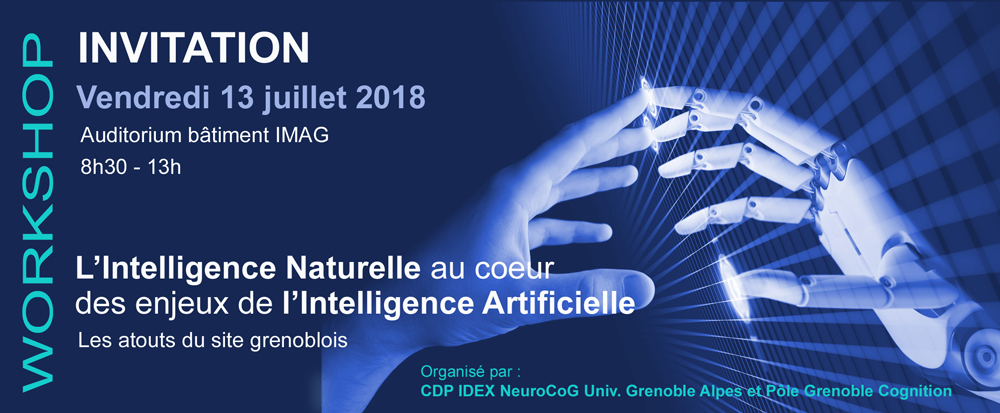 WORKSHOP
INVITATION
Vendredi 13 juillet 2018
Auditorium bâtiment IMAG
8h30 - 13h
L’Intelligence Naturelle au coeur
des enjeux de l’Intelligence Artificielle
Les atouts du site grenoblois
Organisé par :
CDP IDEX NeuroCoG Univ. Grenoble Alpes et Pôle Grenoble Cognition